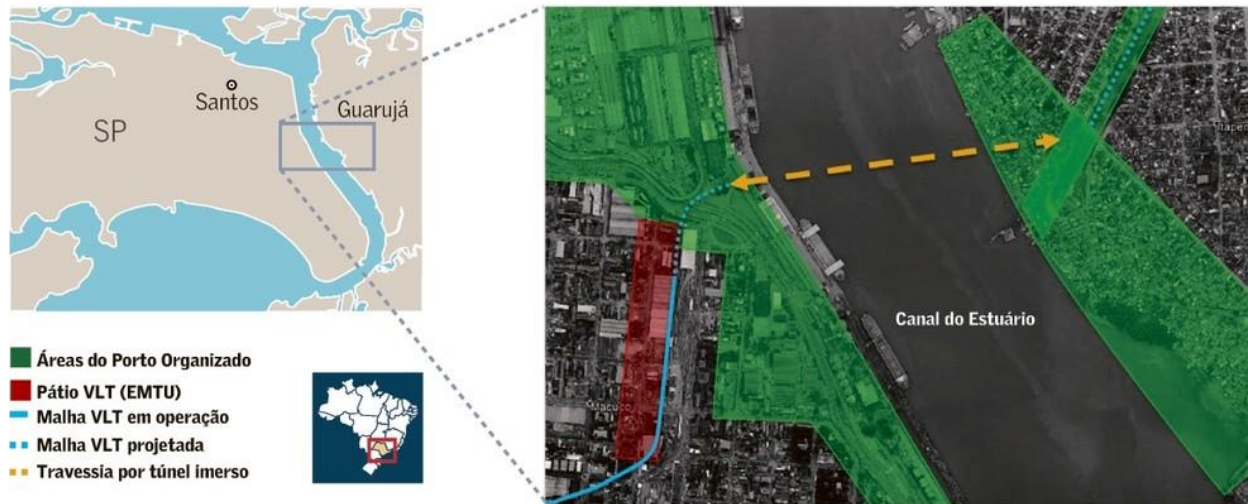 Santos
Guarujá
SP
Áreas do Porto Organizado
Pátio VLT (EMTU)
Malha VLT em operação
Malha VLT projetada
Travessia por túnel imerso
Canal do Estuário
Macuco